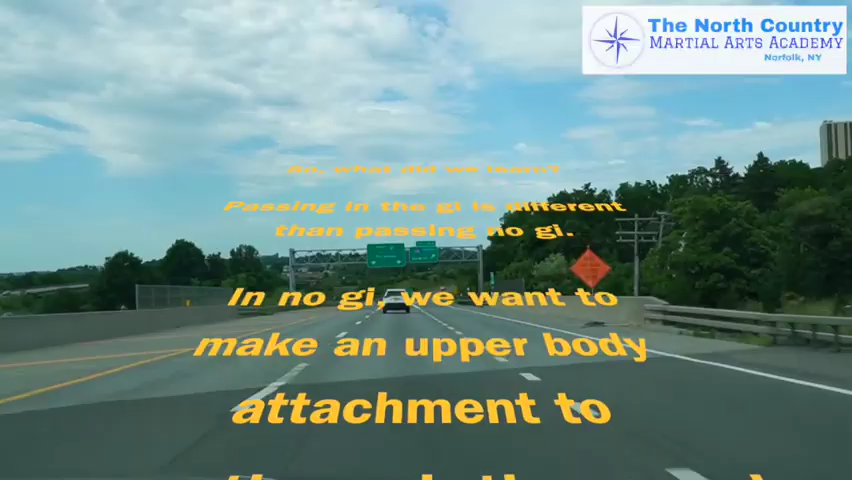 The North Country
Martial Arts Academy
Norfolk, NY
So, what did we learn?
Passing in the gi is different
than passing no gi.
In no gi, we want to
make an upper body
attachment to